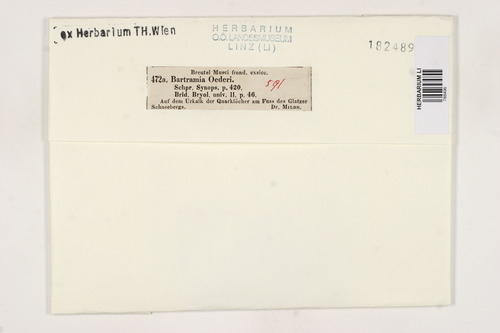 ex Herbarium TH.Wien
HERBARIUM
O.Ö. LANDESMUSEUM
LINZ (LI)
182489
HERBARIUM LI
Breutel Musci frond. exsicc.
472a. Bartramia Oederi.
591
Schpr. Synops. p. 420.
Brid. Bryol. univ. II. p. 46.
Auf dem Urkalk der Quarklöcher am Fuss des Glatzer
Schneebergs. Dr. Milde.